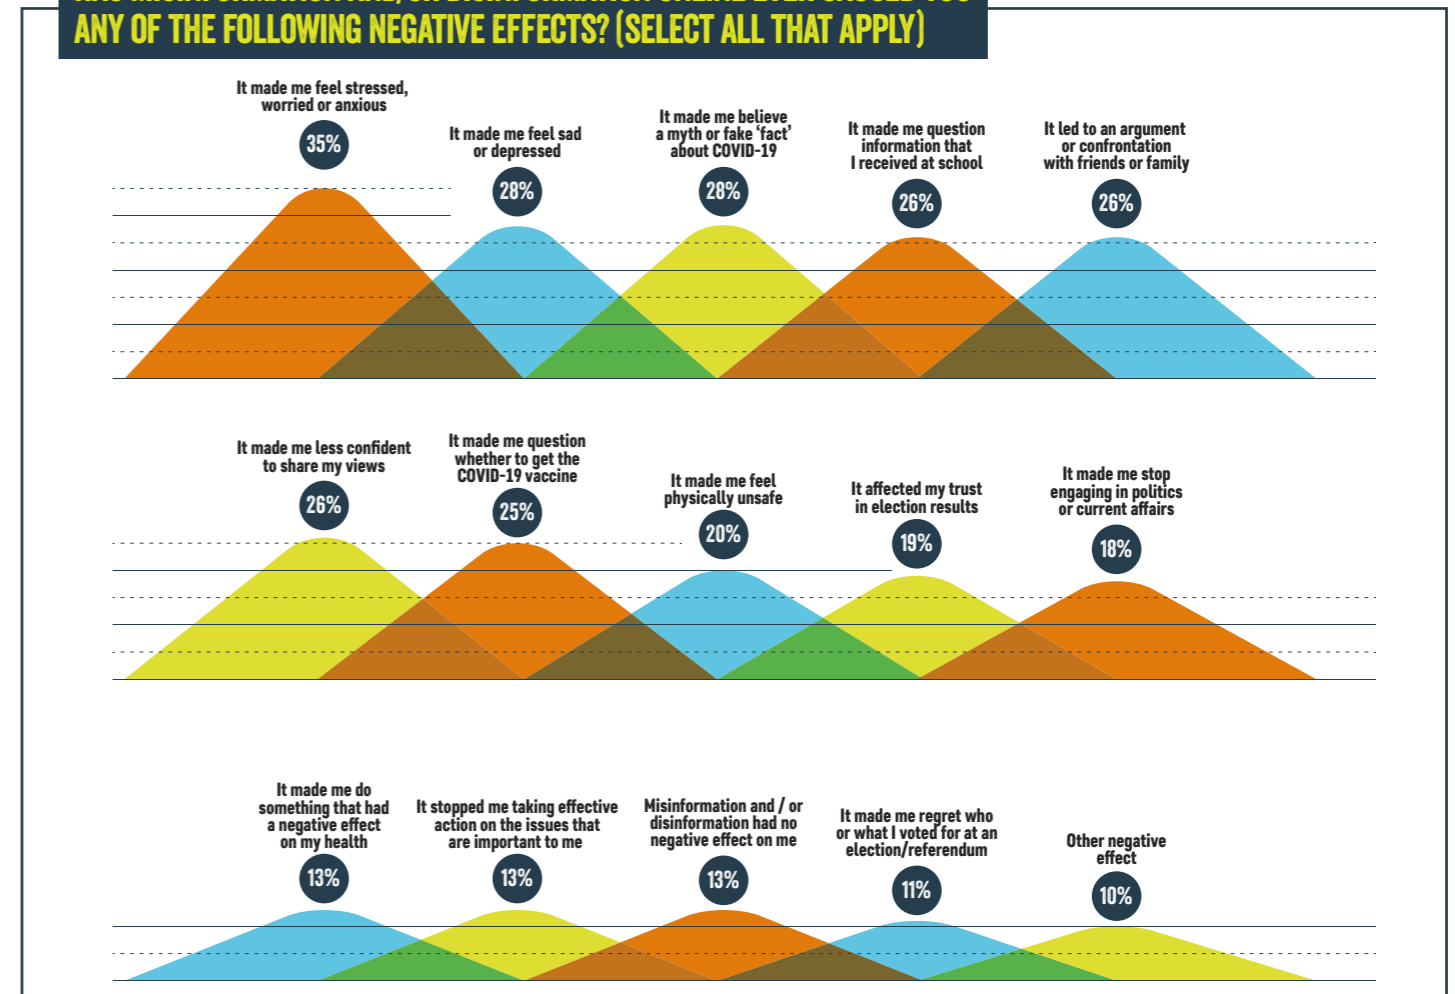 ANY OF THE FOLLOWING NEGATIVE EFFECTS? (SELECT ALL THAT APPLY)
It made me feel stressed,
worried or anxious
35%
It made me feel sad
or depressed
28%
It made me believe
a myth or fake ‘fact’
about COVID-19
28%
It made me question
information that
I received at school
26%
It led to an argument
or confrontation
with friends or family
26%
It made me less confident
to share my views
26%
It made me question
whether to get the
COVID-19 vaccine
25%
It made me feel
physically unsafe
20%
It affected my trust
in election results
19%
It made me stop
engaging in politics
or current affairs
18%
It made me do
something that had
a negative effect
on my health
13%
It stopped me taking effective
action on the issues that
are important to me
13%
Misinformation and / or
disinformation had no
negative effect on me
13%
It made me regret who
or what I voted for at an
election/referendum
11%
Other negative
effect
10%